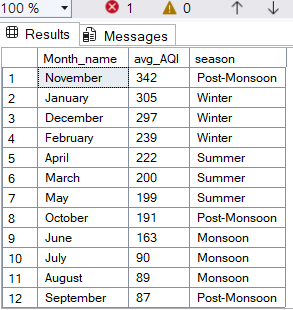 100 % 1 0
Results Messages
Month_name avg_AQI season
1 November 342 Post-Monsoon
2 January 305 Winter
3 December 297 Winter
4 February 239 Winter
5 April 222 Summer
6 March 200 Summer
7 May 199 Summer
8 October 191 Post-Monsoon
9 June 163 Monsoon
10 July 90 Monsoon
11 August 89 Monsoon
12 September 87 Post-Monsoon